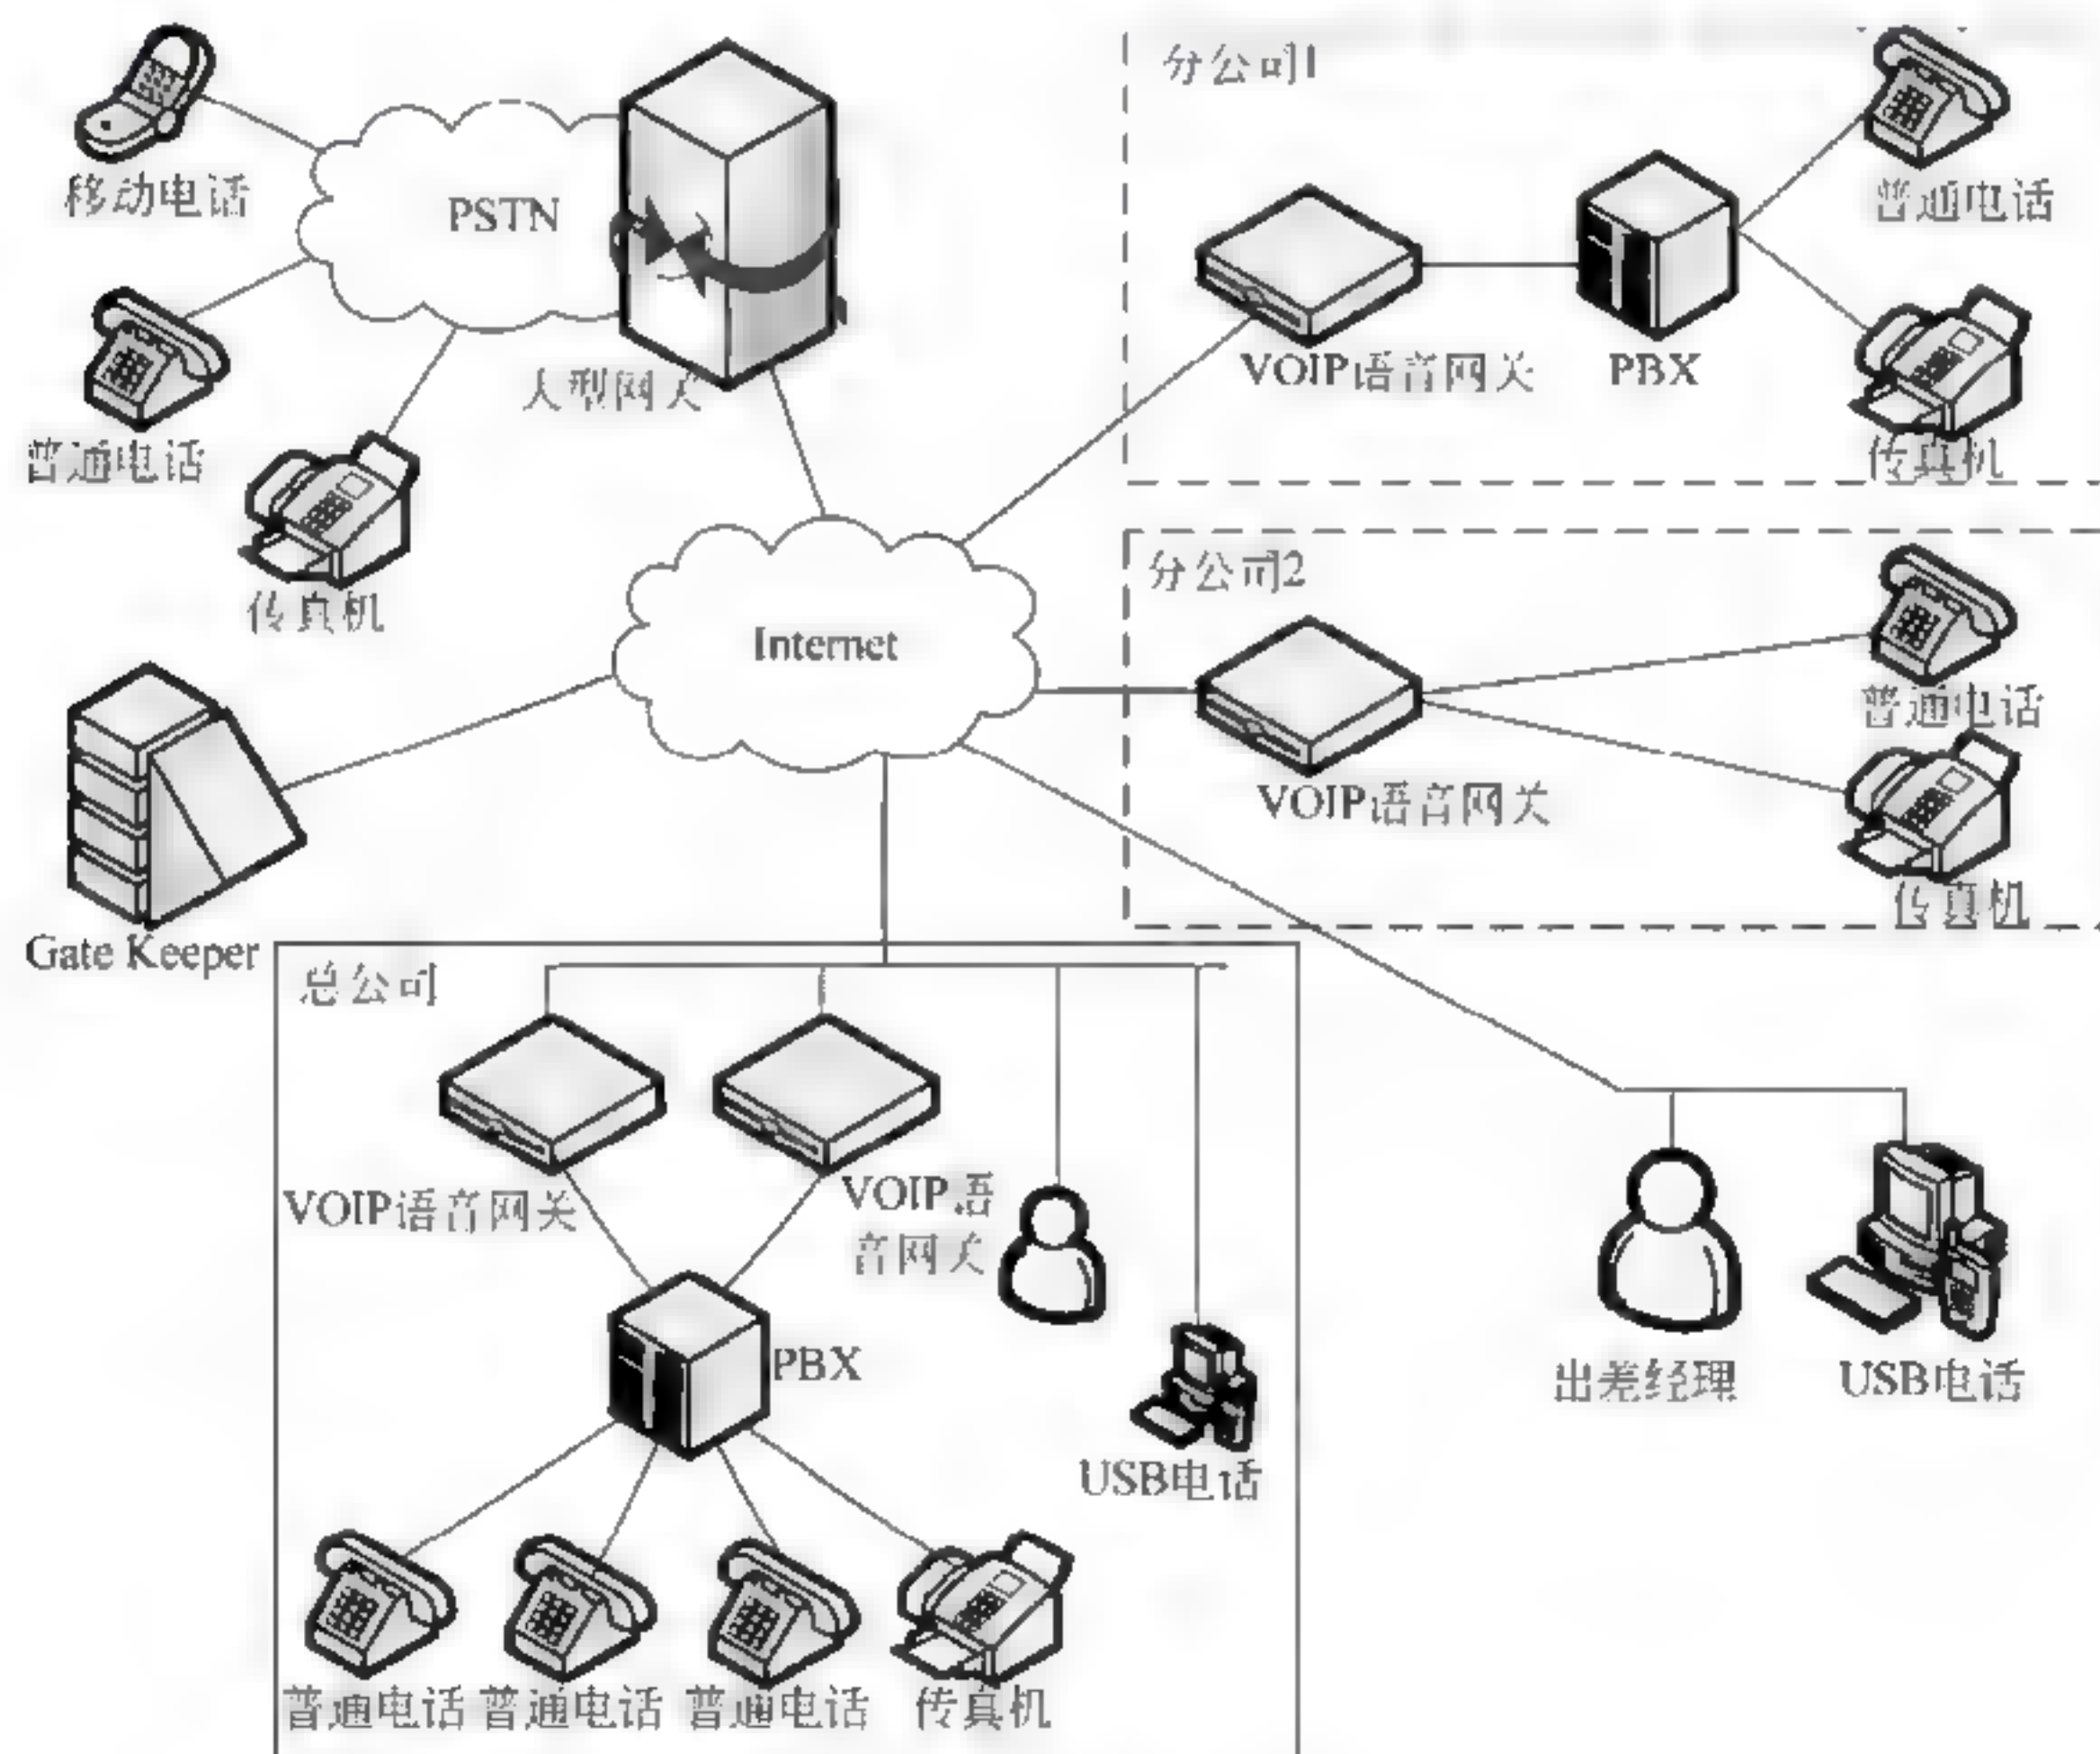 移动电话
PSTN
普通电话
大型网关
传真机
分公司1
普通电话
VOIP语音网关
PBX
传真机
Internet
分公司2
普通电话
VOIP语音网关
传真机
Gate Keeper
总公司
VOIP语音网关
VOIP语
音网关
PBX
USB电话
普通电话
普通电话
普通电话
传真机
出差经理
USB电话